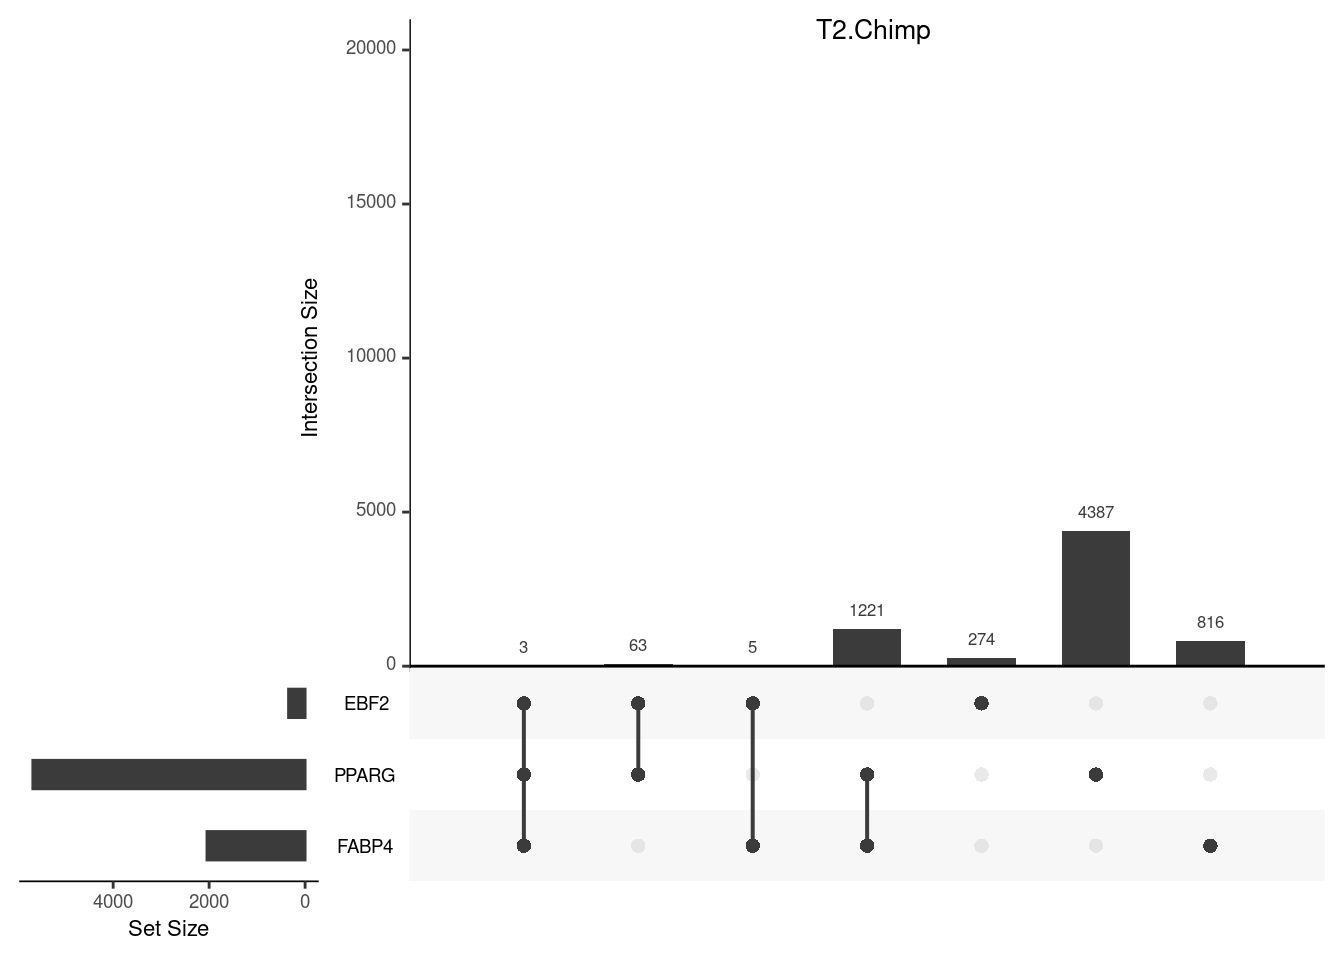 T2.Chimp
20000
15000
10000
5000
0
Intersection Size
3
63
5
1221
274
4387
816
EBF2
PPARG
FABP4
4000 2000 0
Set Size